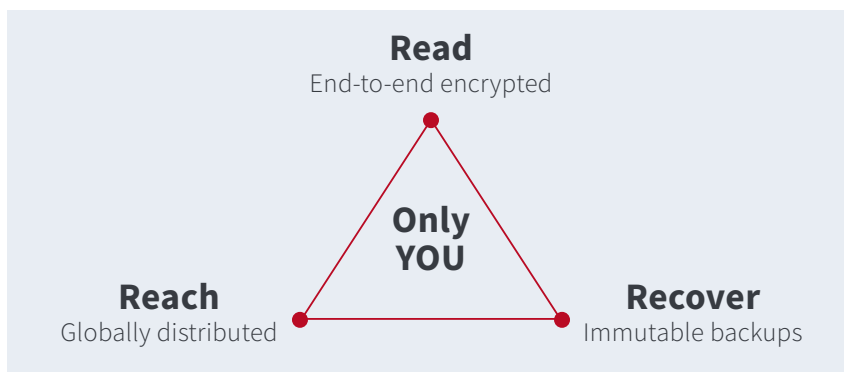 Read
End-to-end encrypted
Only
YOU
Reach
Globally distributed
Recover
Immutable backups